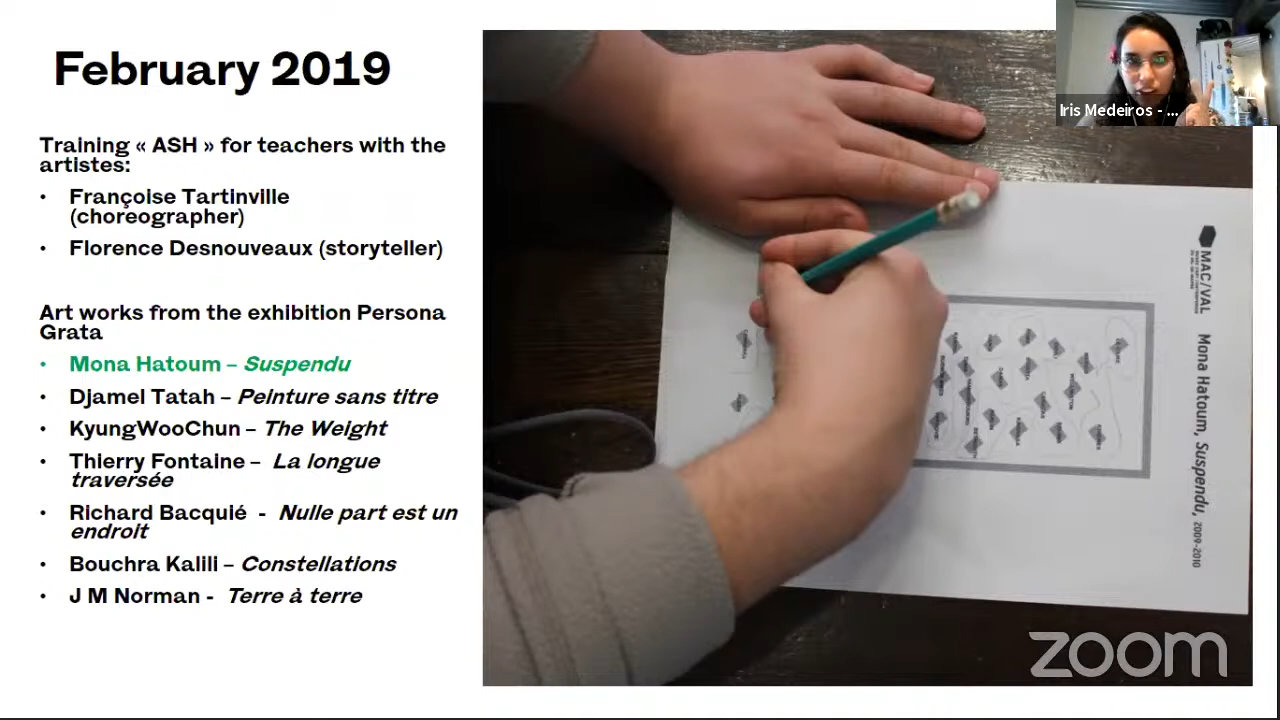 February 2019
Training « ASH » for teachers with the
artistes:
• Françoise Tartinville
(choreographer)
• Florence Desnouveaux (storyteller)
Art works from the exhibition Persona
Grata
• Mona Hatoum – Suspendu
• Djamel Tatah – Peinture sans titre
• KyungWooChun – The Weight
• Thierry Fontaine – La longue
traversée
• Richard Bacquié - Nulle part est un
endroit
• Bouchra Kalili – Constellations
• J M Norman - Terre à terre
Iris Medeiros - ...
MAC/VAL
Mona Hatoum, Suspendu, 2009-2010
zoom